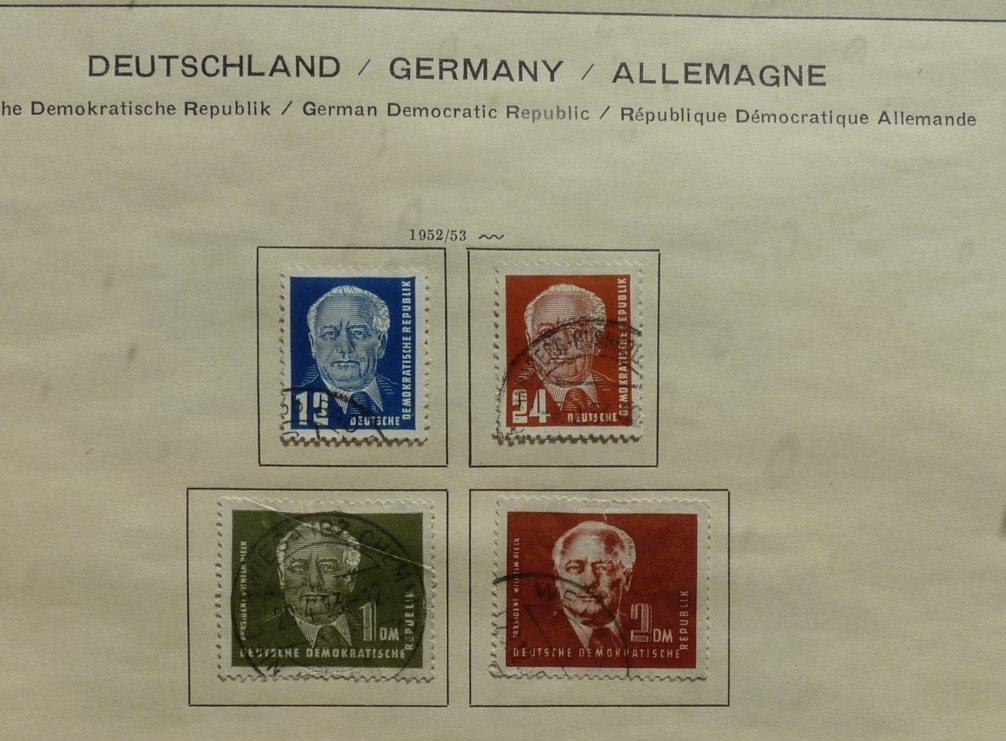 DEUTSCHLAND / GERMANY / ALLEMAGNE
he Demokratische Republik / German Democratic Republic / République Démocratique Allemande
1952/53
DEMOKRATISCHE REPUBLIK
12
DEUTSCHE
DEMOKRATISCHE REPUBLIK
24
DEUTSCHE
PRÄSIDENT WILHELM PIECK
1 DM
DEUTSCHE DEMOKRATISCHE
REPUBLIK
PRÄSIDENT WILHELM PIECK
2 DM
DEUTSCHE DEMOKRATISCHE
REPUBLIK